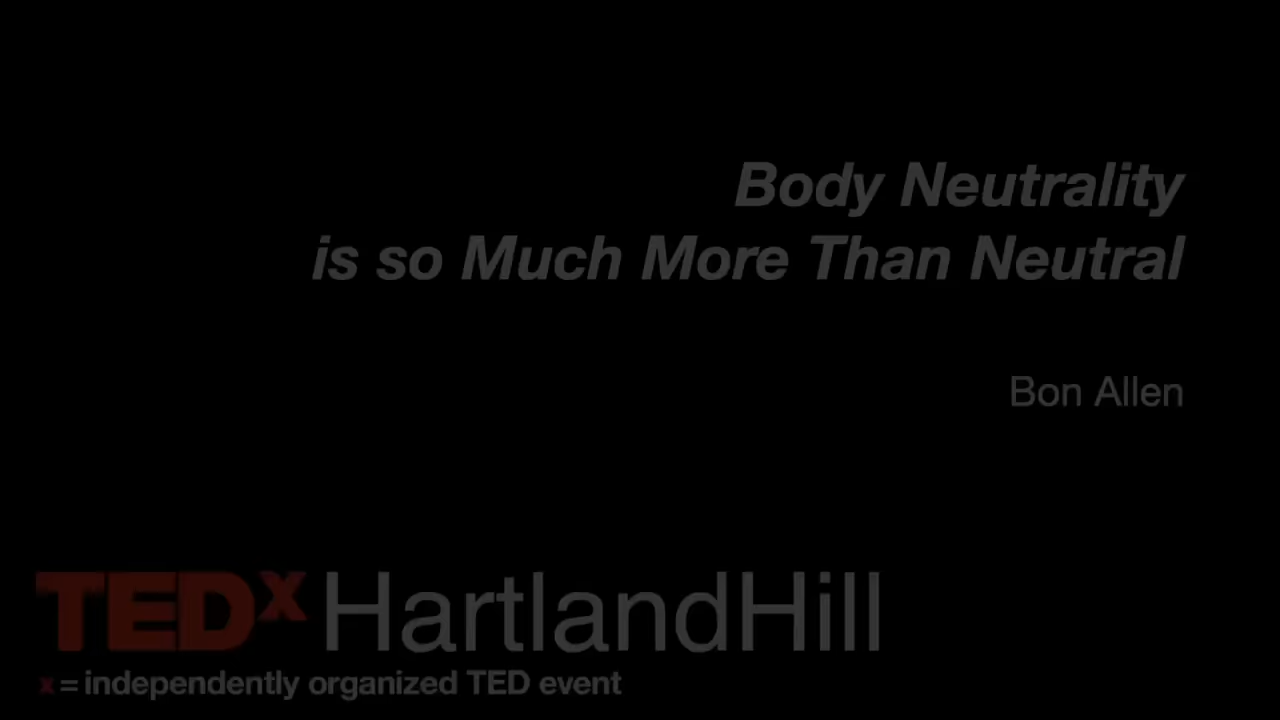 Body Neutrality
is so Much More Than Neutral
Bon Allen
TEDx HartlandHill
x = independently organized TED event